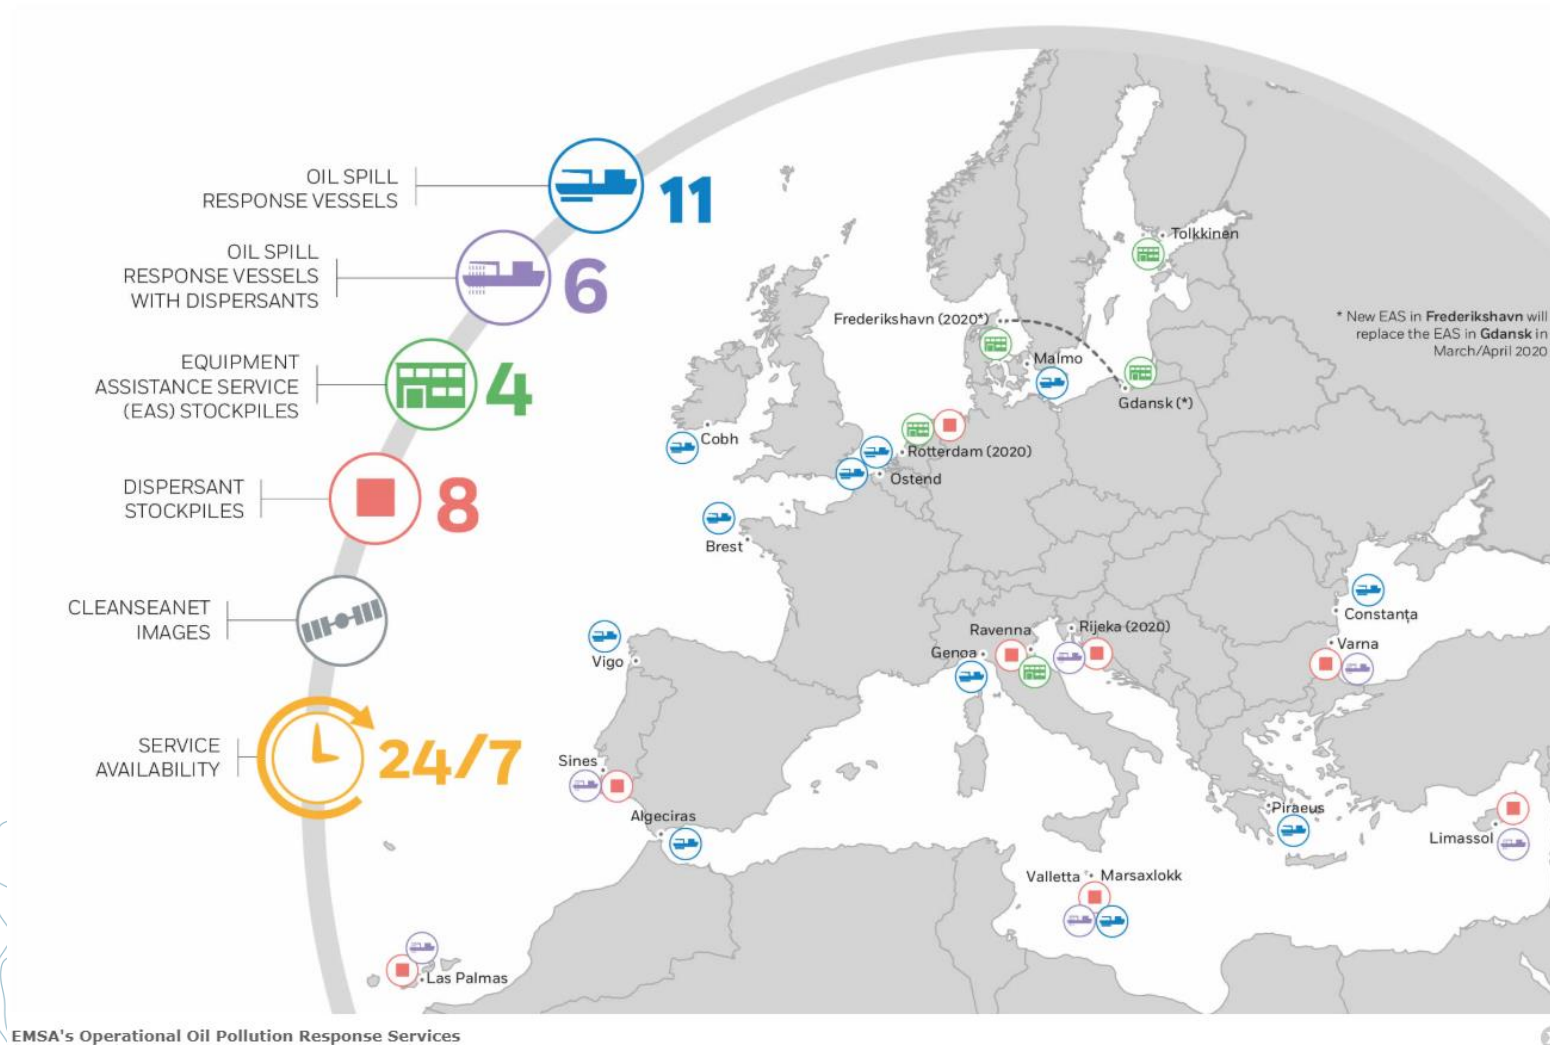 OIL SPILL
RESPONSE VESSELS
11
OIL SPILL
RESPONSE VESSELS
WITH DISPERSANTS
6
EQUIPMENT
ASSISTANCE SERVICE
(EAS) STOCKPILES
4
DISPERSANT
STOCKPILES
8
CLEANSEANET
IMAGES
SERVICE
AVAILABILITY
24/7
Tolkkinen
Frederikshavn (2020*)
* New EAS in Frederikshavn will
replace the EAS in Gdansk in
March/April 2020
Malmo
Gdansk (*)
Cobh
Rotterdam (2020)
Ostend
Brest
Constanța
Ravenna
Rijeka (2020)
Varna
Genoa
Vigo
Sines
Algeciras
Piraeus
Limassol
Valletta
Marsaxlokk
Las Palmas
EMSA's Operational Oil Pollution Response Services